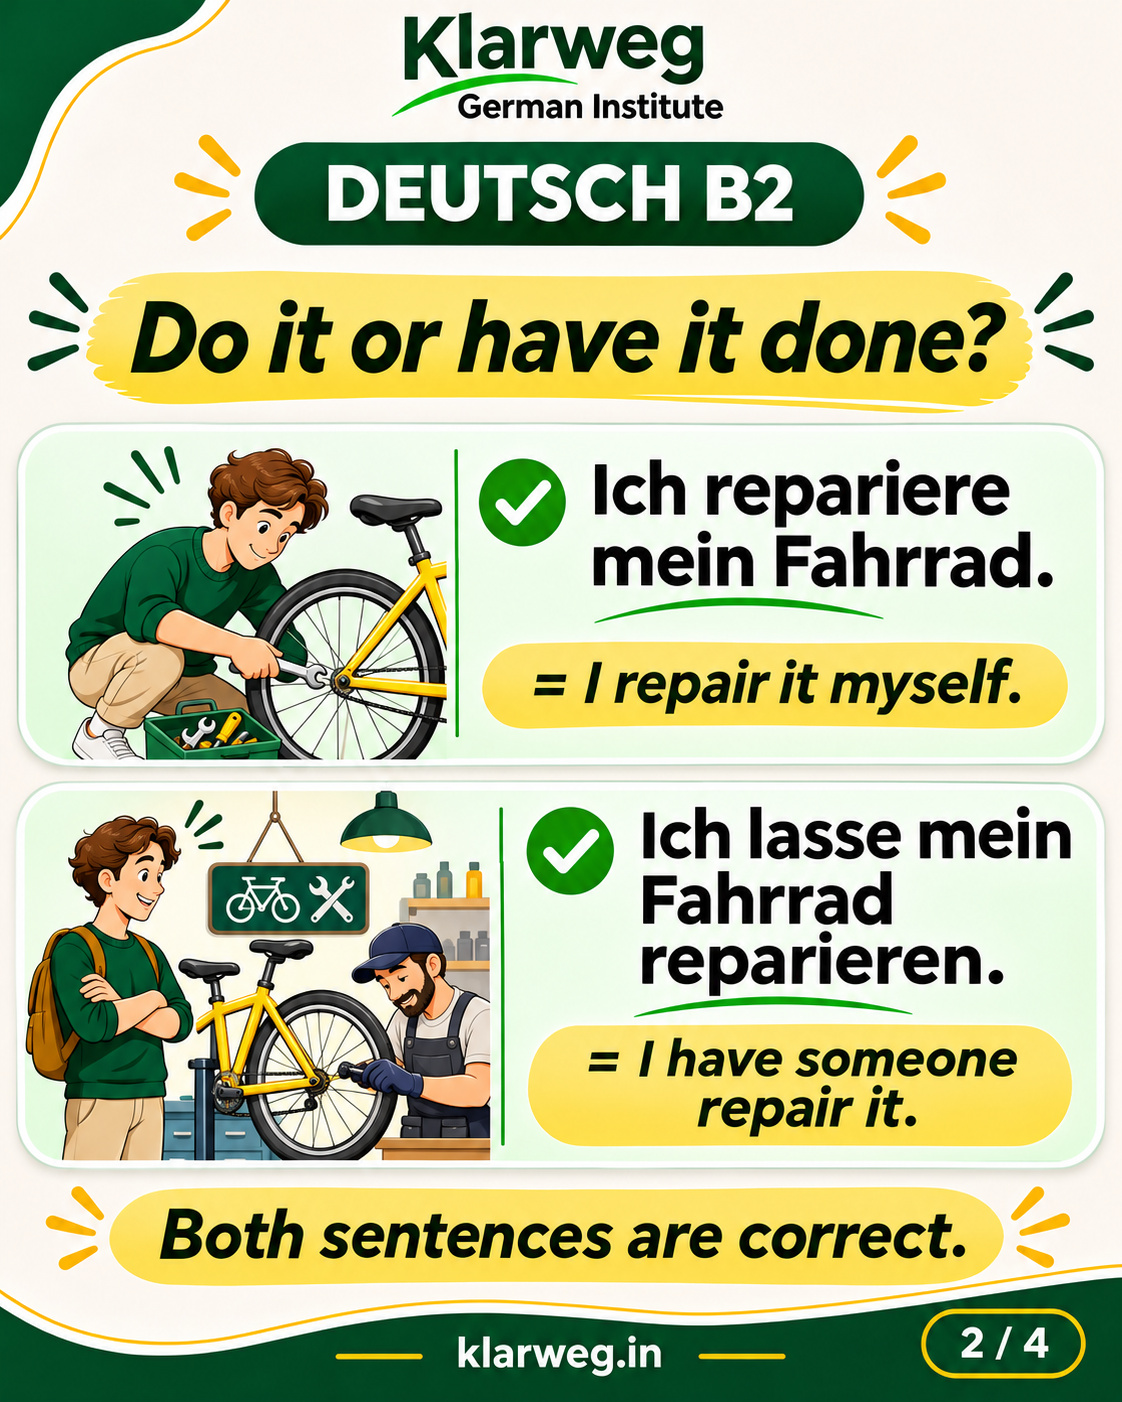 Klarweg
German Institute
DEUTSCH B2
Do it or have it done?
Ich repariere
mein Fahrrad.
= I repair it myself.
Ich lasse mein
Fahrrad
reparieren.
= I have someone
repair it.
Both sentences are correct.
klarweg.in
2 / 4